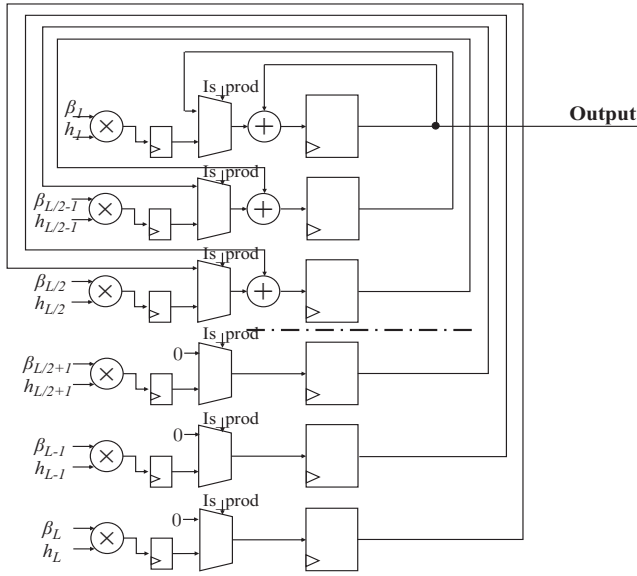 Is prod
β1
h1
Output
Is prod
βL/2-1
hL/2-1
Is prod
βL/2
hL/2
Is prod
0
βL/2+1
hL/2+1
Is prod
0
βL-1
hL-1
Is prod
0
βL
hL